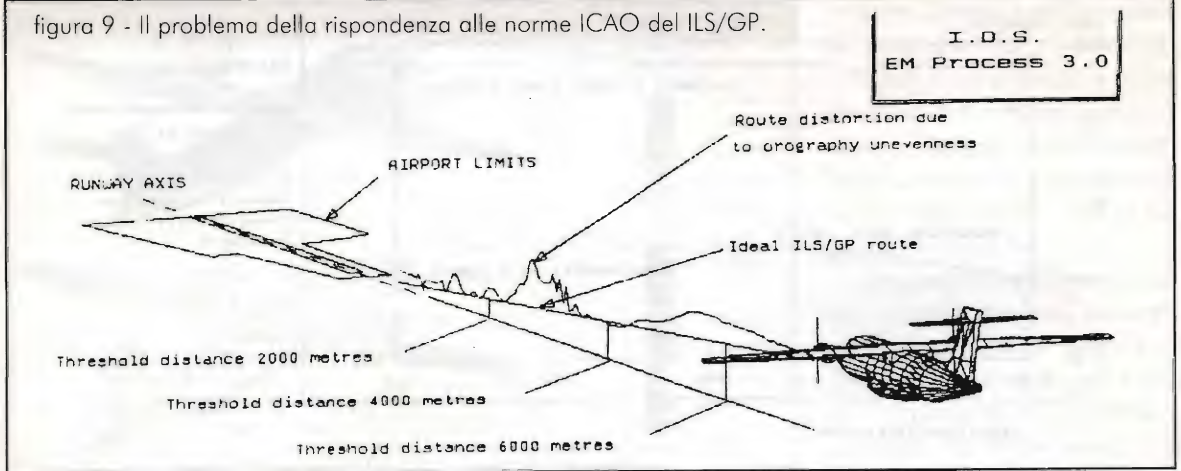 figura 9 - Il problema della rispondenza alle norme ICAO del ILS/GP.
I.D.S.
EM Process 3.0
Route distortion due
to orography unevenness
AIRPORT LIMITS
RUNWAY AXIS
Ideal ILS/GP route
Threshold distance 2000 metres
Threshold distance 4000 metres
Threshold distance 6000 metres